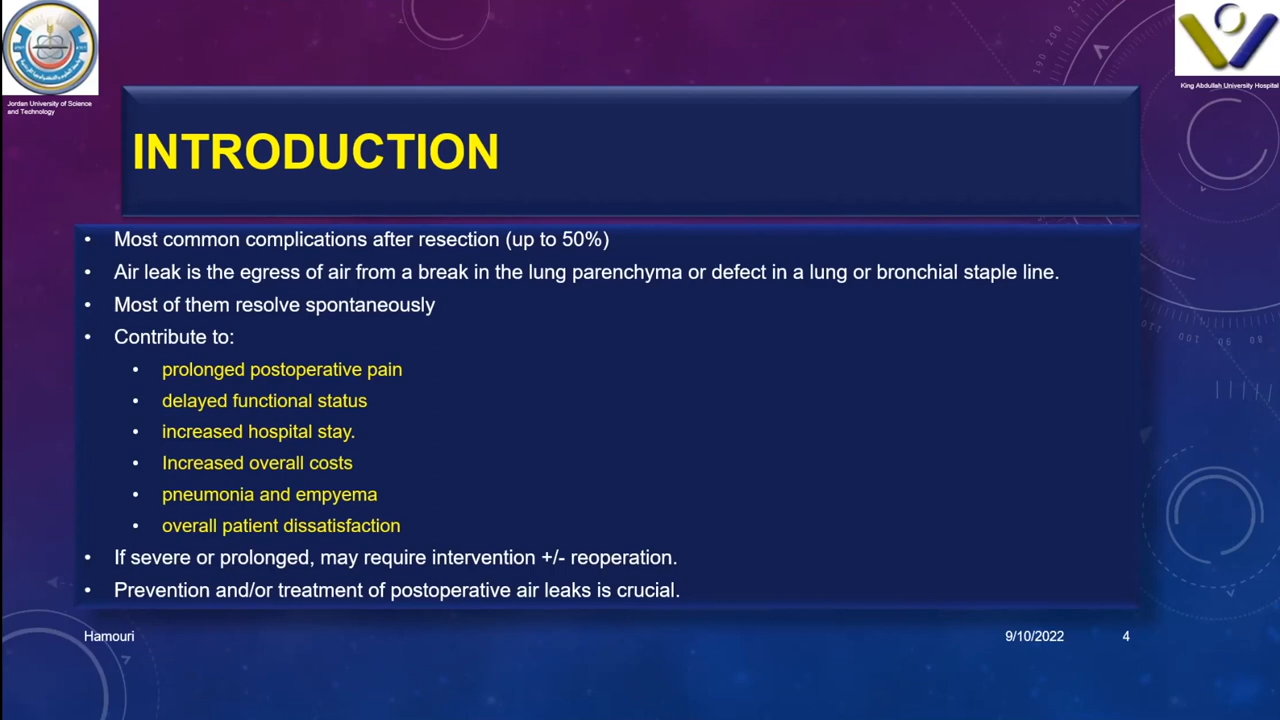 Jordan University of Science
and Technology
King Abdullah University Hospital
INTRODUCTION
• Most common complications after resection (up to 50%)
• Air leak is the egress of air from a break in the lung parenchyma or defect in a lung or bronchial staple line.
• Most of them resolve spontaneously
• Contribute to:
• prolonged postoperative pain
• delayed functional status
• increased hospital stay.
• Increased overall costs
• pneumonia and empyema
• overall patient dissatisfaction
• If severe or prolonged, may require intervention +/- reoperation.
• Prevention and/or treatment of postoperative air leaks is crucial.
Hamouri
9/10/2022
4